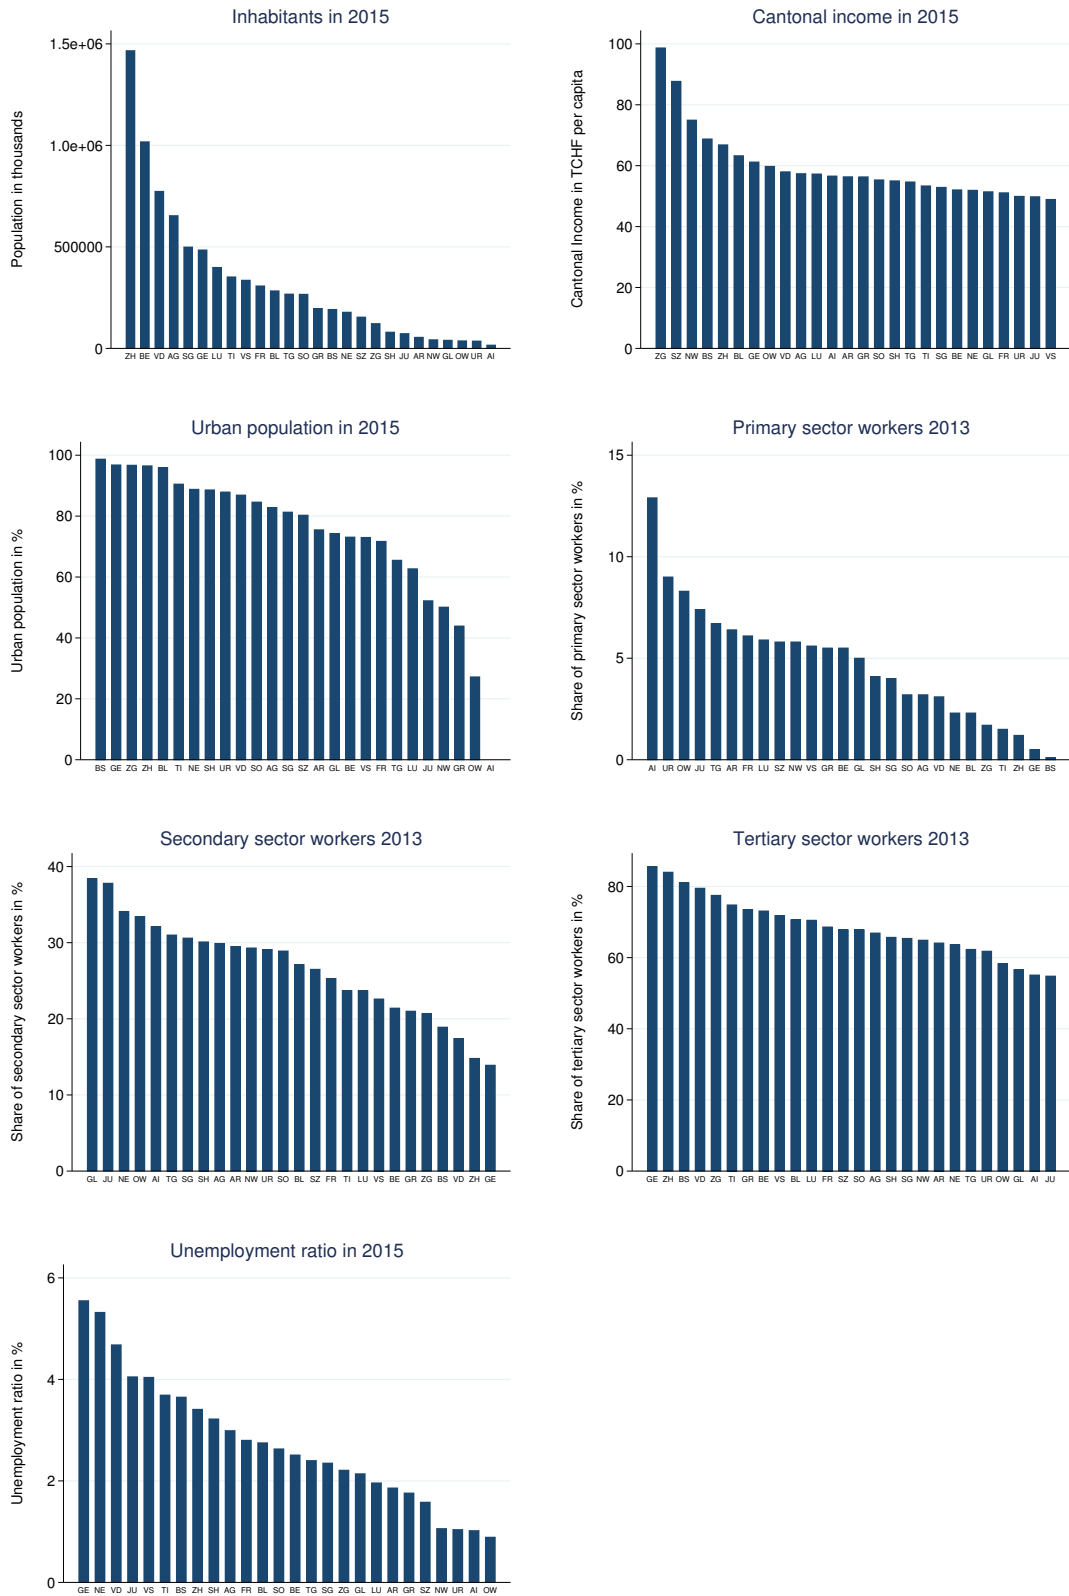 Inhabitants in 2015
Population in thousands
1.5e+06
1.0e+06
500000
0
ZH BE VD AG SG GE LU TI VS FR BL TG SO GR BS NE SZ ZG SH JU AR NW GL OW UR AI
Cantonal income in 2015
Cantonal Income in TCHF per capita
100
80
60
40
20
0
ZG SZ NW BS ZH BL GE OW VD AG LU AI AR GR SO SH TG TI SG BE NE GL FR UR JU VS
Urban population in 2015
Urban population in %
100
80
60
40
20
0
BS GE ZG ZH BL TI NE SH UR VD SO AG SG SZ AR GL BE VS FR TG LU JU NW GR OW AI
Primary sector workers 2013
Share of primary sector workers in %
15
10
5
0
AI UR OW JU TG AR FR LU SZ NW VS GR BE GL SH SG SO AG VD NE BL ZG TI ZH GE BS
Secondary sector workers 2013
Share of secondary sector workers in %
40
30
20
10
0
GL JU NE OW AI TG SG SH AG AR NW UR SO BL SZ FR TI LU VS BE GR ZG BS VD ZH GE
Tertiary sector workers 2013
Share of tertiary sector workers in %
80
60
40
20
0
GE ZH BS VD ZG TI GR BE VS BL LU FR SZ SO AG SH SG NW AR NE TG UR OW GL AI JU
Unemployment ratio in 2015
Unemployment ratio in %
6
4
2
0
GE NE VD JU VS TI BS ZH SH AG FR BL SO BE TG SG ZG GL LU AR GR SZ NW UR AI OW